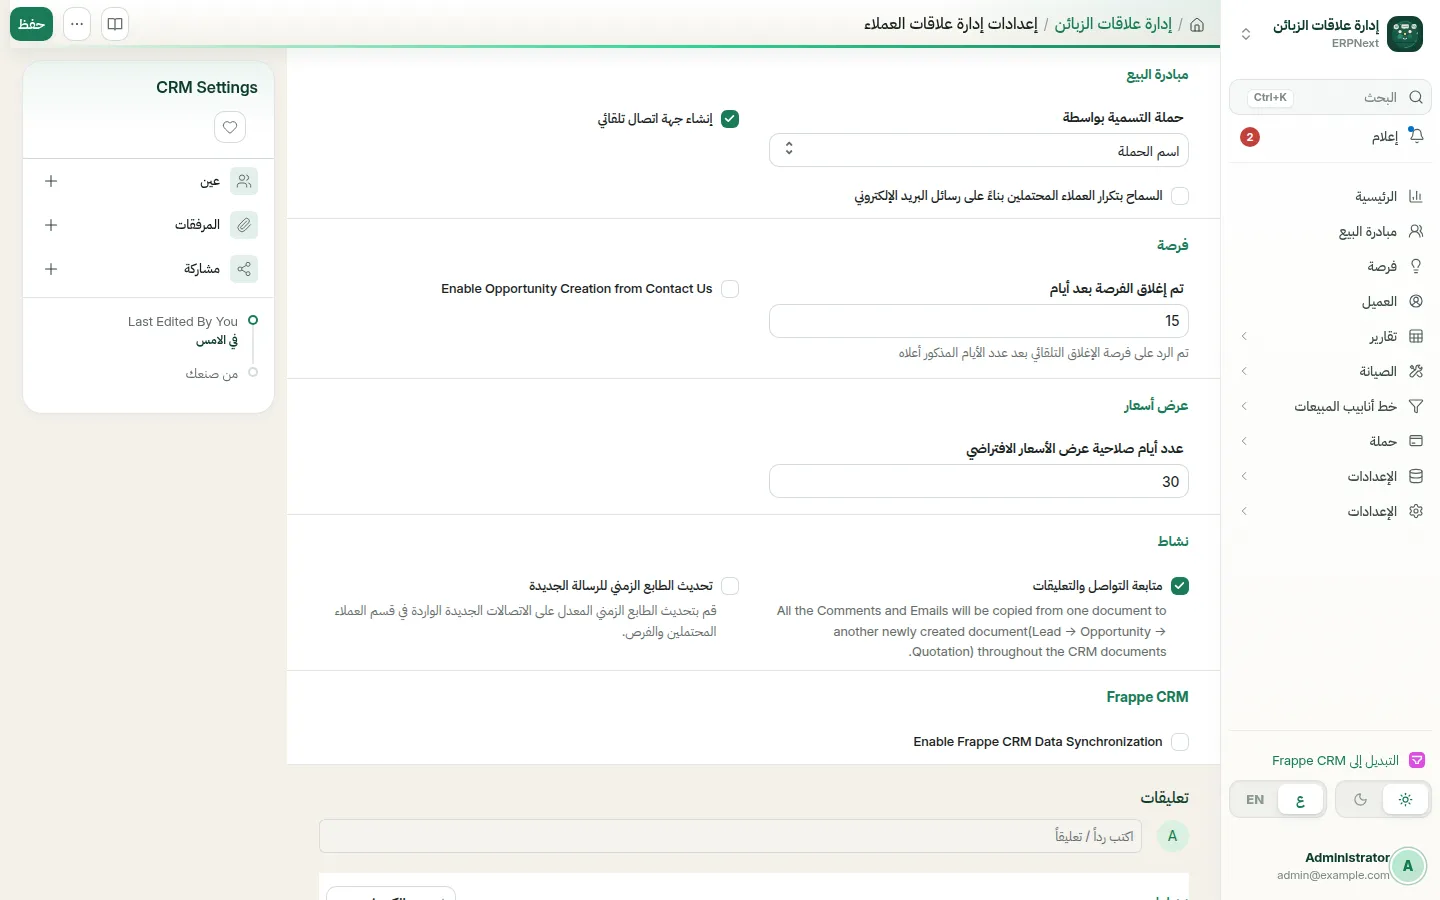 إدارة علاقات الزبائن
ERPNext
البحث
Ctrl+K
إعلام
2
الرئيسية
مبادرة البيع
فرصة
العميل
تقارير
الصيانة
خط أنابيب المبيعات
حملة
الإعدادات
الإعدادات
التبديل إلى Frappe CRM
ع
EN
Administrator
admin@example.com
A
إدارة علاقات الزبائن / إعدادات إدارة علاقات العملاء
حفظ
مبادرة البيع
حملة التسمية بواسطة
اسم الحملة
السماح بتكرار العملاء المحتملين بناءً على رسائل البريد الإلكتروني
إنشاء جهة اتصال تلقائي
فرصة
تم إغلاق الفرصة بعد أيام
15
تم الرد على فرصة الإغلاق التلقائي بعد عدد الأيام المذكور أعلاه
Enable Opportunity Creation from Contact Us
عرض أسعار
عدد أيام صلاحية عرض الأسعار الافتراضي
30
نشاط
متابعة التواصل والتعليقات
All the Comments and Emails will be copied from one document to
another newly created document(Lead → Opportunity →
Quotation) throughout the CRM documents.
تحديث الطابع الزمني للرسالة الجديدة
قم بتحديث الطابع الزمني المعدل على الاتصالات الجديدة الواردة في قسم العملاء
المحتملين والفرص.
Frappe CRM
Enable Frappe CRM Data Synchronization
تعليقات
A
اكتب رداً / تعليقاً
CRM Settings
عين
المرفقات
مشاركة
Last Edited By You
في الامس
من صنعك